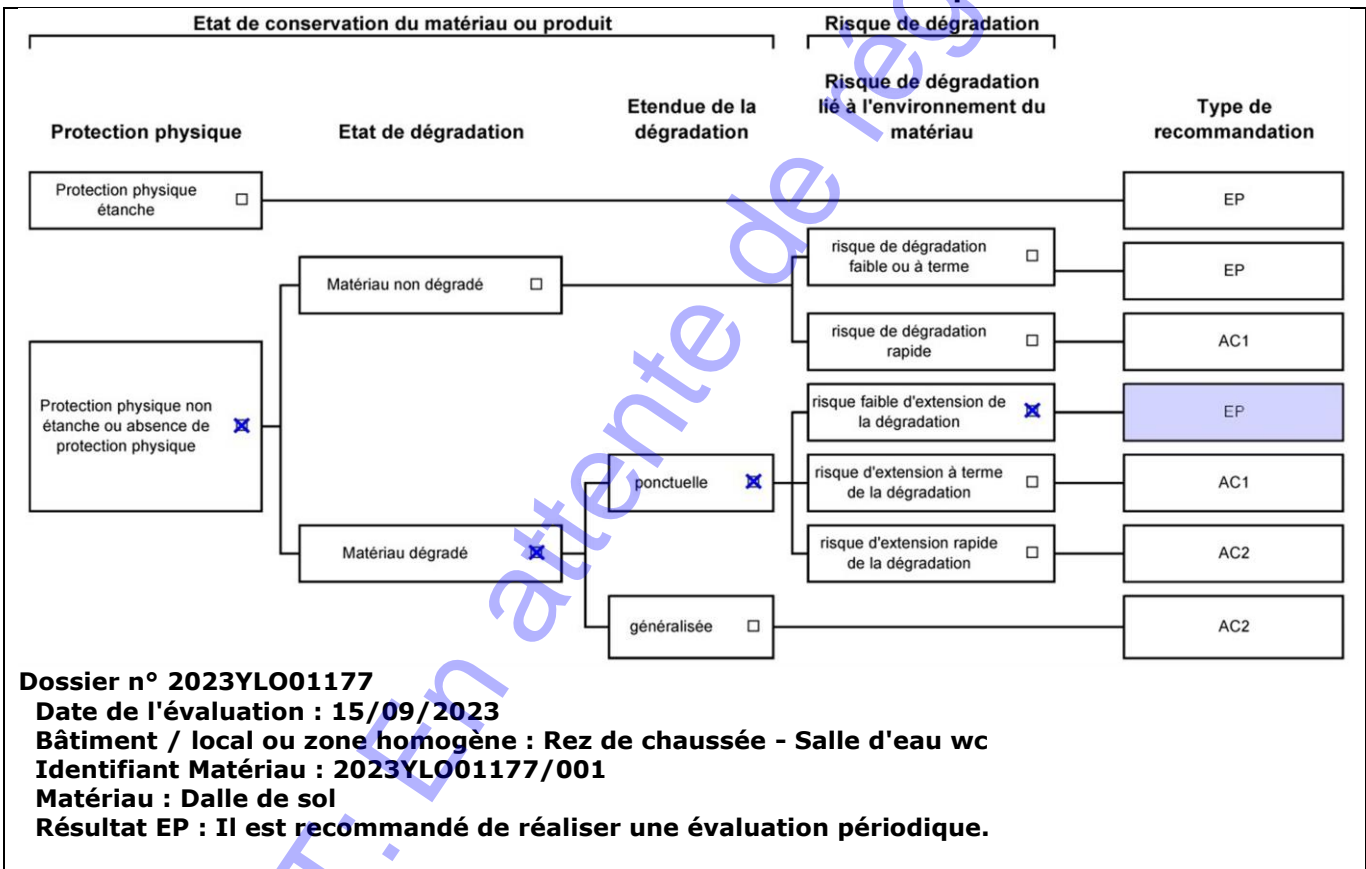 Etat de conservation du matériau ou produit
Risque de dégradation
Protection physique
Etat de dégradation
Etendue de la
dégradation
Risque de dégradation
lié à l'environnement du
matériau
Type de
recommandation
Protection physique
étanche
EP
Matériau non dégradé
risque de dégradation
faible ou à terme
EP
risque de dégradation
rapide
AC1
Protection physique non
étanche ou absence de
protection physique
risque faible d'extension de
la dégradation
EP
ponctuelle
risque d'extension à terme
de la dégradation
AC1
Matériau dégradé
risque d'extension rapide
de la dégradation
AC2
généralisée
AC2
Dossier n° 2023YLO01177
Date de l'évaluation : 15/09/2023
Bâtiment / local ou zone homogène : Rez de chaussée - Salle d'eau wc
Identifiant Matériau : 2023YLO01177/001
Matériau : Dalle de sol
Résultat EP : Il est recommandé de réaliser une évaluation périodique.
: En attente de rég